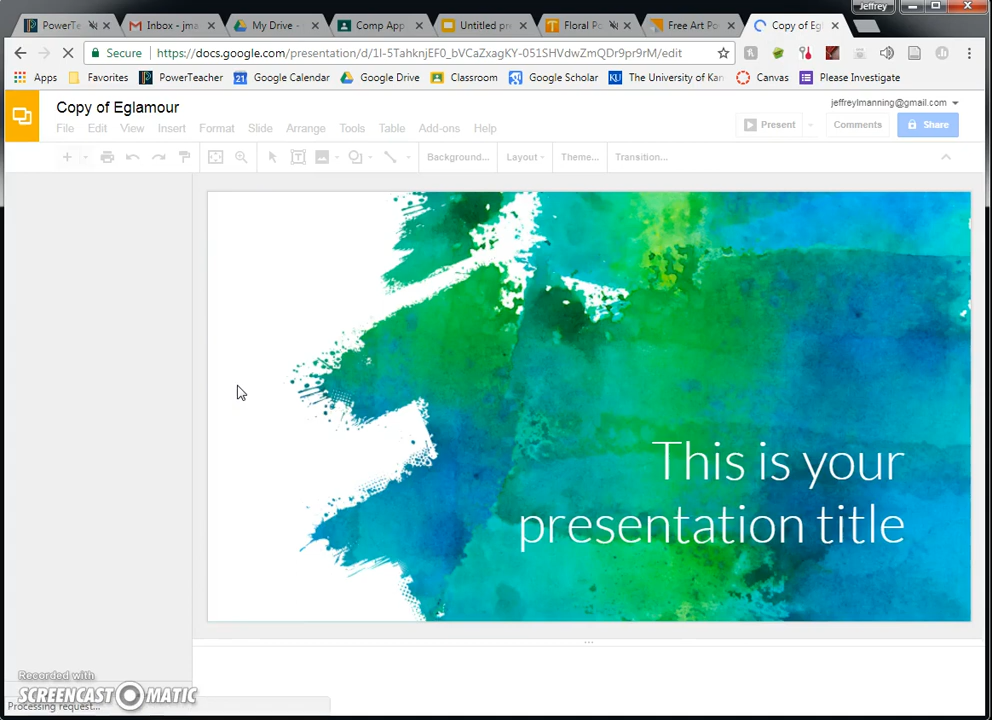 Jeffrey
PowerTe
Inbox - jma
My Drive -
Comp App
Untitled pre
Floral Po
Free Art Po
Copy of Egl
Secure
https://docs.google.com/presentation/d/1I-5TahknjEF0_bVCaZxagKY-051SHVdwZmQDr9pr9rM/edit
Apps Favorites PowerTeacher 21 Google Calendar Google Drive Classroom Google Scholar KU The University of Kan Canvas Please Investigate
Copy of Eglamour
jeffreylmanning@gmail.com
File Edit View Insert Format Slide Arrange Tools Table Add-ons Help
Present Comments Share
Background... Layout Theme... Transition...
This is your
presentation title
Recorded with
SCREENCAST MATIC
Processing request...